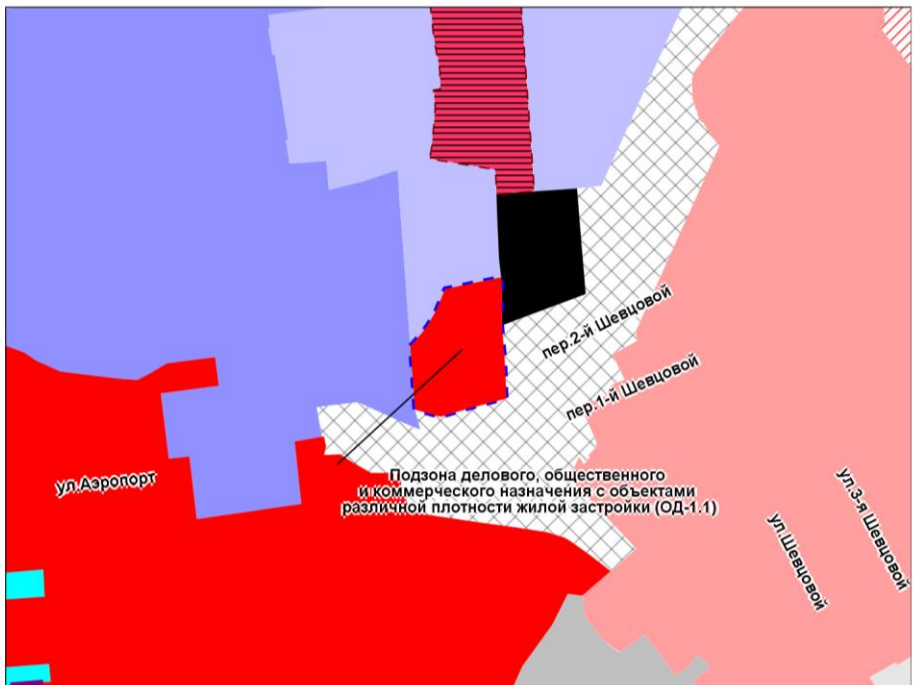 пер.2-й Шевцовой
пер.1-й Шевцовой
ул.Аэропорт
Подзона делового, общественного
и коммерческого назначения с объектами
различной плотности жилой застройки (ОД-1.1)
ул.Шевцовой
ул.3-я Шевцовой